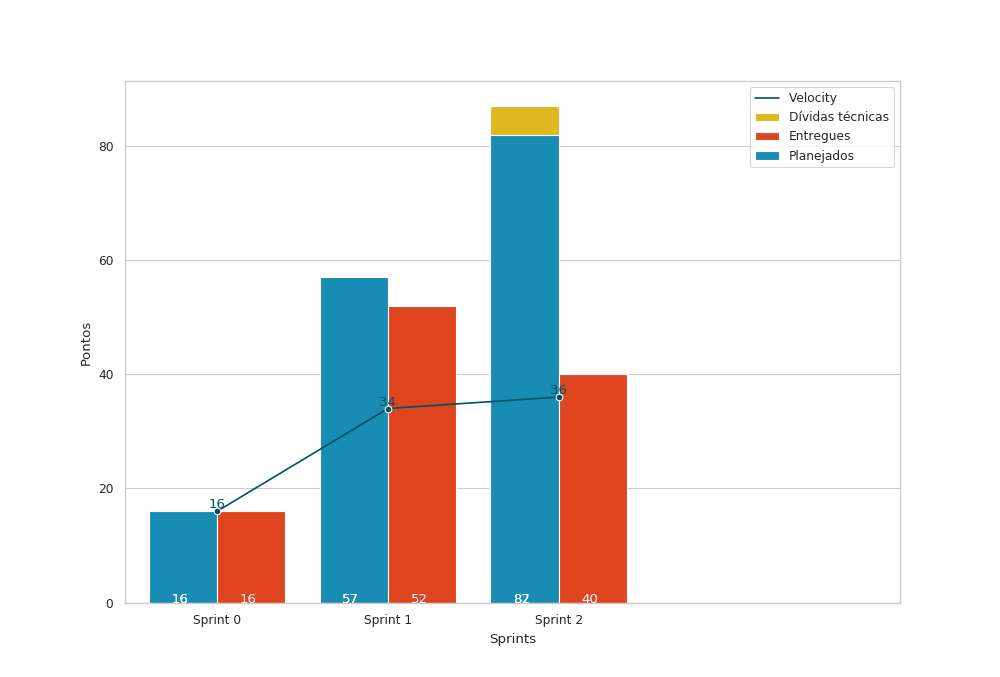 Velocity
Dívidas técnicas
Entregues
Planejados
80
60
40
20
0
Pontos
16
34
36
16
16
57
52
40
Sprint 0
Sprint 1
Sprint 2
Sprints